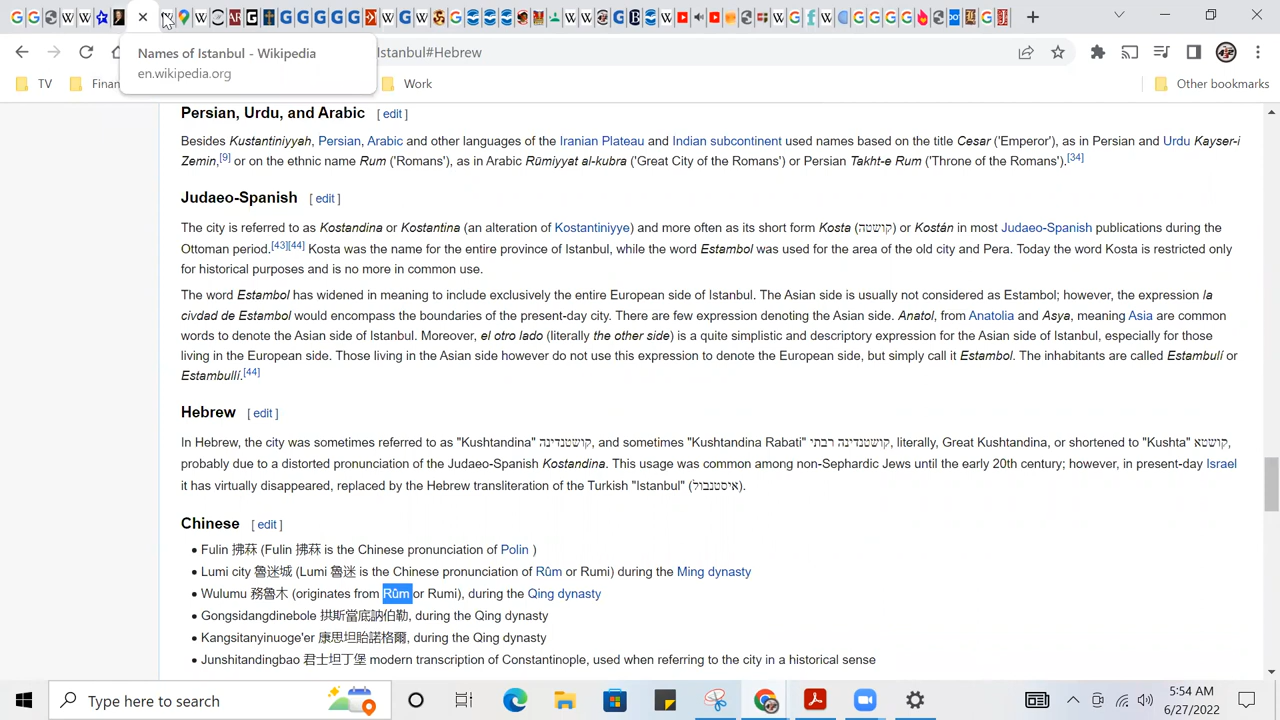 Names of Istanbul - Wikipedia
en.wikipedia.org
Istanbul#Hebrew
TV
Finan
Work
Other bookmarks
Persian, Urdu, and Arabic [ edit ]
Besides Kustantiniyyah, Persian, Arabic and other languages of the Iranian Plateau and Indian subcontinent used names based on the title Cesar ('Emperor'), as in Persian and Urdu Kayser-i
Zemin,[9] or on the ethnic name Rum ('Romans'), as in Arabic Rūmiyyat al-kubra ('Great City of the Romans') or Persian Takht-e Rum ('Throne of the Romans').[34]
Judaeo-Spanish [ edit ]
The city is referred to as Kostandina or Kostantina (an alteration of Kostantiniyye) and more often as its short form Kosta (קושטה) or Kostán in most Judaeo-Spanish publications during the
Ottoman period.[43][44] Kosta was the name for the entire province of Istanbul, while the word Estambol was used for the area of the old city and Pera. Today the word Kosta is restricted only
for historical purposes and is no more in common use.
The word Estambol has widened in meaning to include exclusively the entire European side of Istanbul. The Asian side is usually not considered as Estambol; however, the expression la
civdad de Estambol would encompass the boundaries of the present-day city. There are few expression denoting the Asian side. Anatol, from Anatolia and Asya, meaning Asia are common
words to denote the Asian side of Istanbul. Moreover, el otro lado (literally the other side) is a quite simplistic and descriptory expression for the Asian side of Istanbul, especially for those
living in the European side. Those living in the Asian side however do not use this expression to denote the European side, but simply call it Estambol. The inhabitants are called Estambulí or
Estambullí.[44]
Hebrew [ edit ]
In Hebrew, the city was sometimes referred to as "Kushtandina" קושטנדינה, and sometimes "Kushtandina Rabati" קושטנדינה רבתי, literally, Great Kushtandina, or shortened to "Kushta" קושטא,
probably due to a distorted pronunciation of the Judaeo-Spanish Kostandina. This usage was common among non-Sephardic Jews until the early 20th century; however, in present-day Israel
it has virtually disappeared, replaced by the Hebrew transliteration of the Turkish "Istanbul" (איסטנבול).
Chinese [ edit ]
• Fulin 拂菻 (Fulin 拂菻 is the Chinese pronunciation of Polin )
• Lumi city 魯迷城 (Lumi 魯迷 is the Chinese pronunciation of Rûm or Rumi) during the Ming dynasty
• Wulumu 務魯木 (originates from Rûm or Rumi), during the Qing dynasty
• Gongsidangdinebole 拱斯當底訥伯勒, during the Qing dynasty
• Kangsitanyinuoge'er 康思坦貽諾格爾, during the Qing dynasty
• Junshitandingbao 君士坦丁堡 modern transcription of Constantinople, used when referring to the city in a historical sense
Type here to search
5:54 AM
6/27/2022